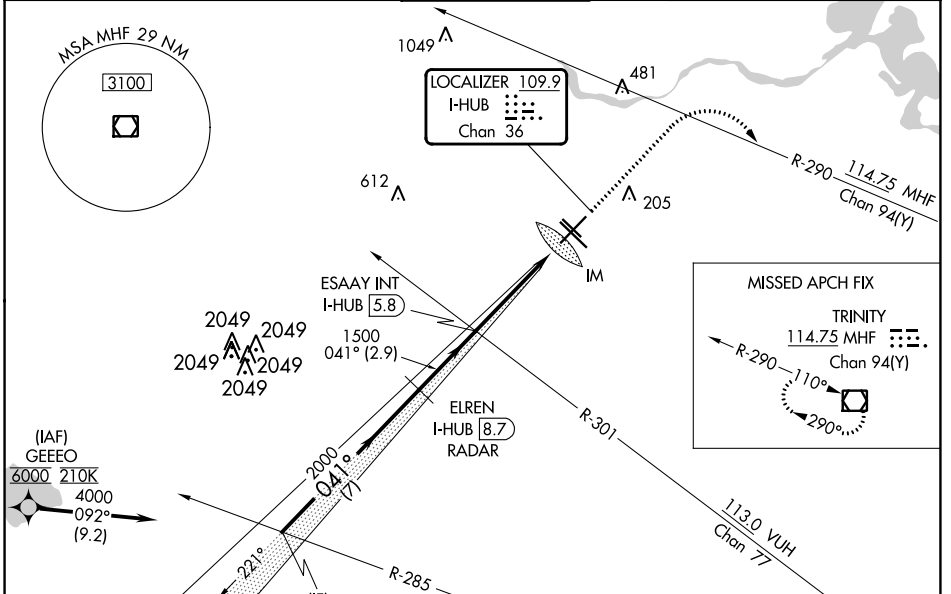 MSA MHF 29 NM
3100
1049
481
LOCALIZER 109.9
I-HUB
Chan 36
R-290
114.75 MHF
Chan 94(Y)
612
205
IM
ESAAY INT
I-HUB 5.8
1500
041° (2.9)
2049
2049
2049
2049
2049
ELREN
I-HUB 8.7
RADAR
MISSED APCH FIX
TRINITY
114.75 MHF
Chan 94(Y)
R-290
110°
290°
R-301
113.0 VUH
Chan 77
(IAF)
GEEEO
6000 210K
4000
092°
(9.2)
2000
041°
(7)
221°
R-285